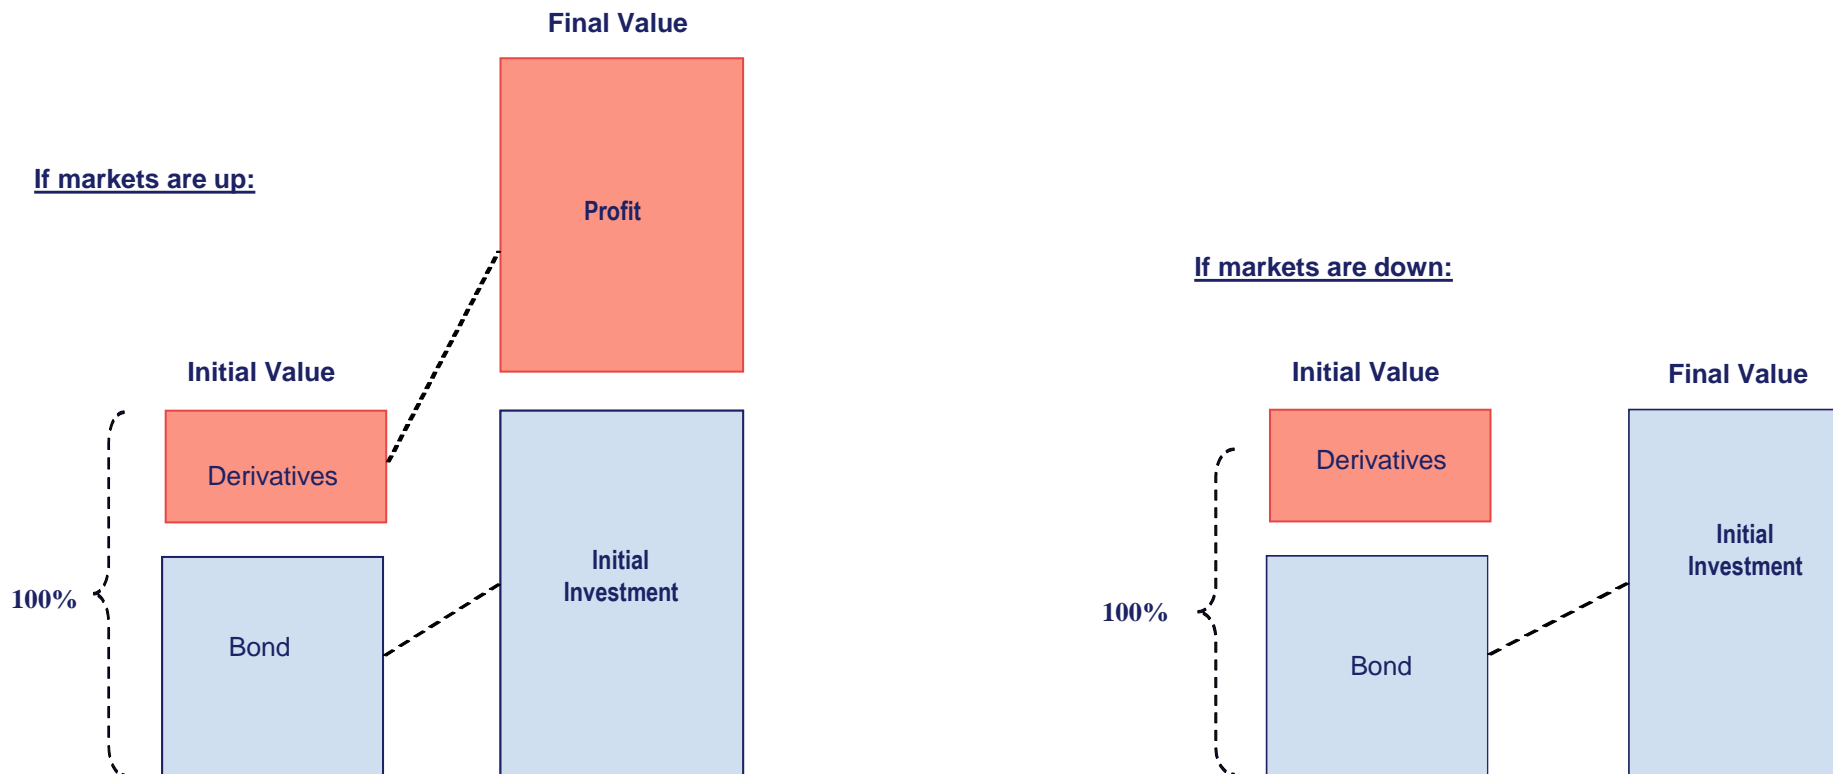 Final Value
If markets are up:
Profit
If markets are down:
Initial Value
Initial Value
Final Value
Derivatives
Derivatives
Initial
Investment
Initial
Investment
100%
100%
Bond
Bond